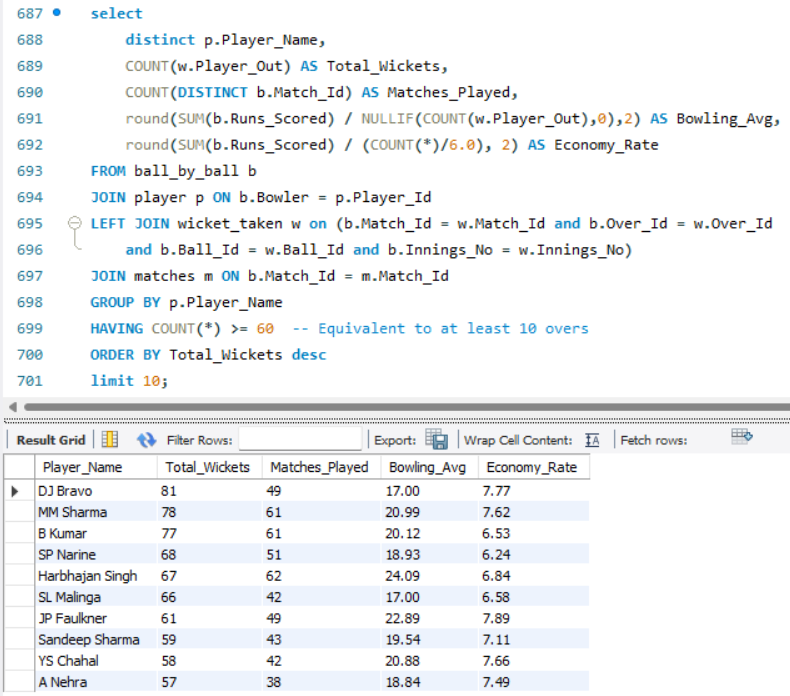 687 select
688 distinct p.Player_Name,
689 COUNT(w.Player_Out) AS Total_Wickets,
690 COUNT(DISTINCT b.Match_Id) AS Matches_Played,
691 round(SUM(b.Runs_Scored) / NULLIF(COUNT(w.Player_Out),0),2) AS Bowling_Avg,
692 round(SUM(b.Runs_Scored) / (COUNT(*)/6.0), 2) AS Economy_Rate
693 FROM ball_by_ball b
694 JOIN player p ON b.Bowler = p.Player_Id
695 LEFT JOIN wicket_taken w on (b.Match_Id = w.Match_Id and b.Over_Id = w.Over_Id
696 and b.Ball_Id = w.Ball_Id and b.Innings_No = w.Innings_No)
697 JOIN matches m ON b.Match_Id = m.Match_Id
698 GROUP BY p.Player_Name
699 HAVING COUNT(*) >= 60 -- Equivalent to at least 10 overs
700 ORDER BY Total_Wickets desc
701 limit 10;
Result Grid Filter Rows: Export: Wrap Cell Content: Fetch rows:
Player_Name Total_Wickets Matches_Played Bowling_Avg Economy_Rate
DJ Bravo 81 49 17.00 7.77
MM Sharma 78 61 20.99 7.62
B Kumar 77 61 20.12 6.53
SP Narine 68 51 18.93 6.24
Harbhajan Singh 67 62 24.09 6.84
SL Malinga 66 42 17.00 6.58
JP Faulkner 61 49 22.89 7.89
Sandeep Sharma 59 43 19.54 7.11
YS Chahal 58 42 20.88 7.66
A Nehra 57 38 18.84 7.49